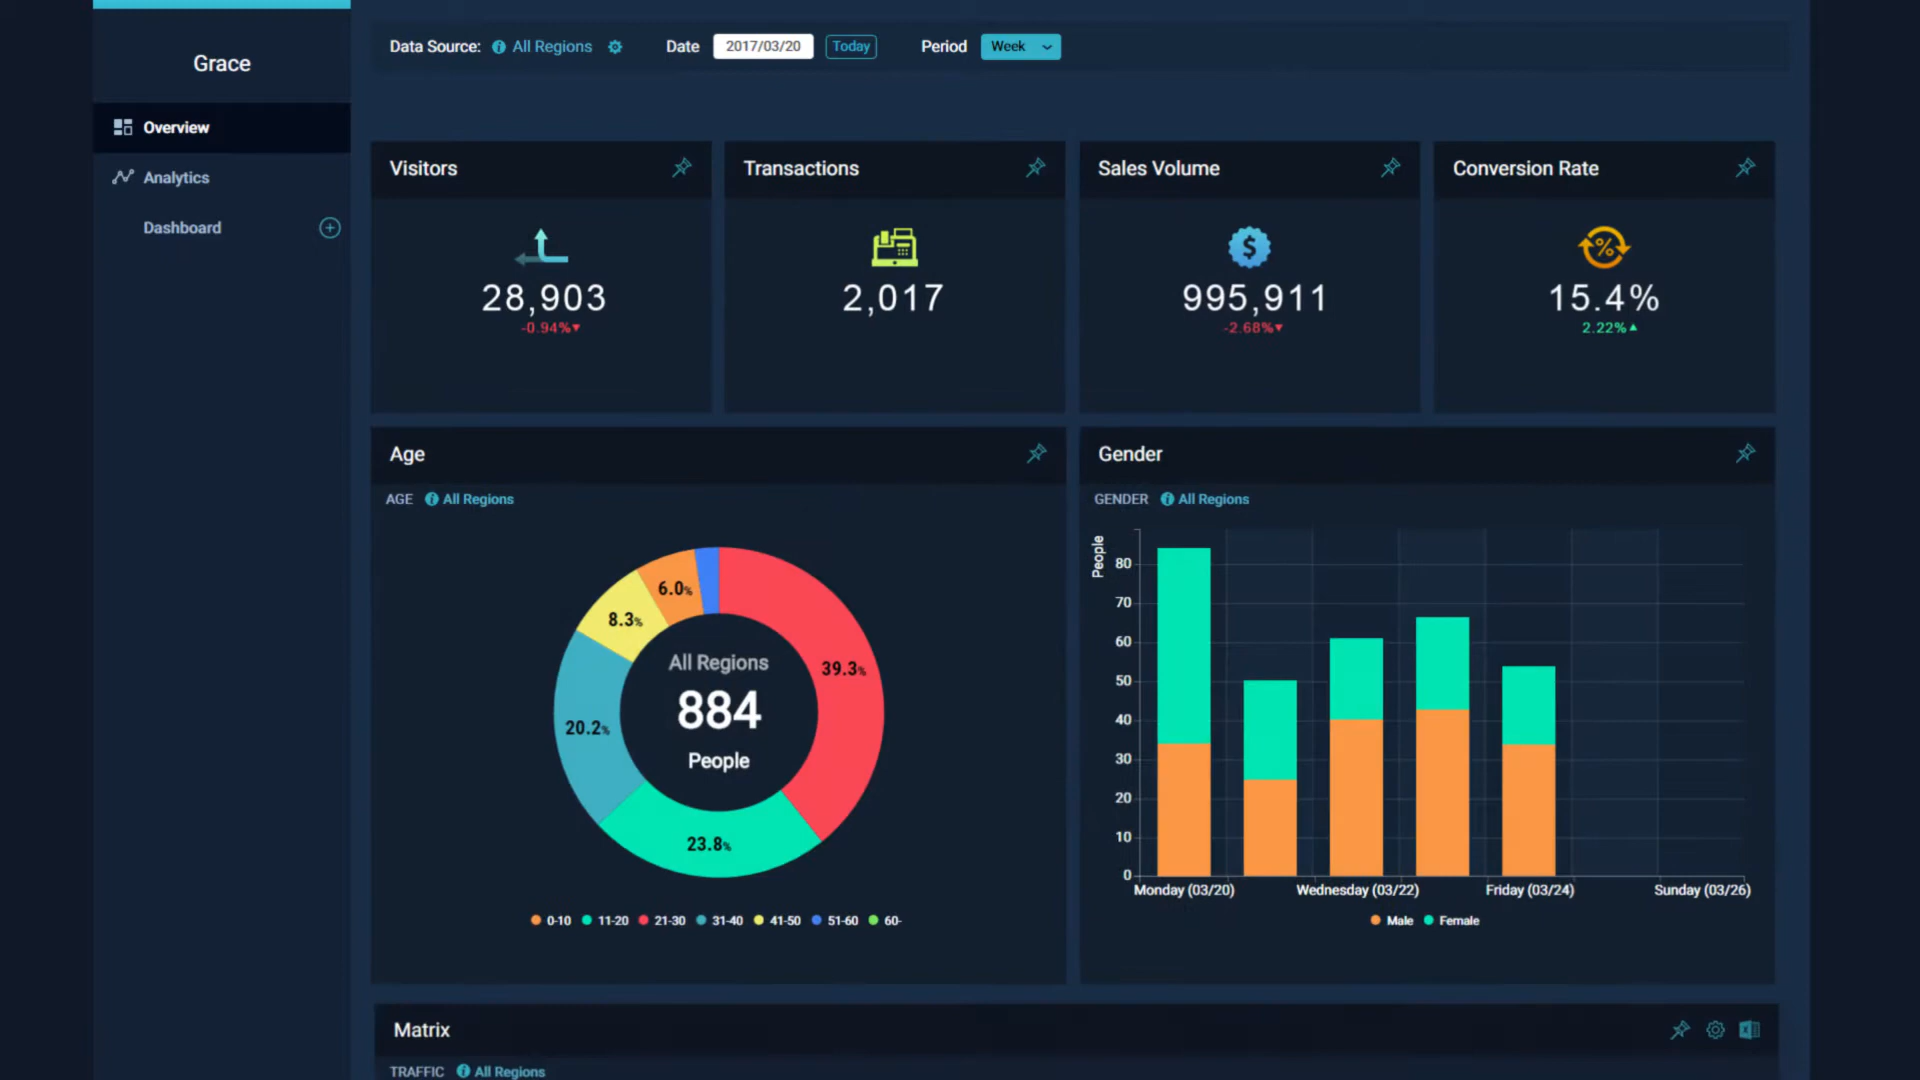 Grace
Overview
Analytics
Dashboard
Data Source: All Regions Date 2017/03/20 Today Period Week
Visitors
28,903
-0.94%▼
Transactions
2,017
Sales Volume
$
995,911
-2.68%▼
Conversion Rate
%
15.4%
2.22%▲
Age
AGE All Regions
6.0%
8.3%
39.3%
20.2%
23.8%
All Regions
884
People
0-10 11-20 21-30 31-40 41-50 51-60 60-
Gender
GENDER All Regions
People
80
70
60
50
40
30
20
10
0
Monday (03/20) Wednesday (03/22) Friday (03/24) Sunday (03/26)
Male Female
Matrix
TRAFFIC All Regions